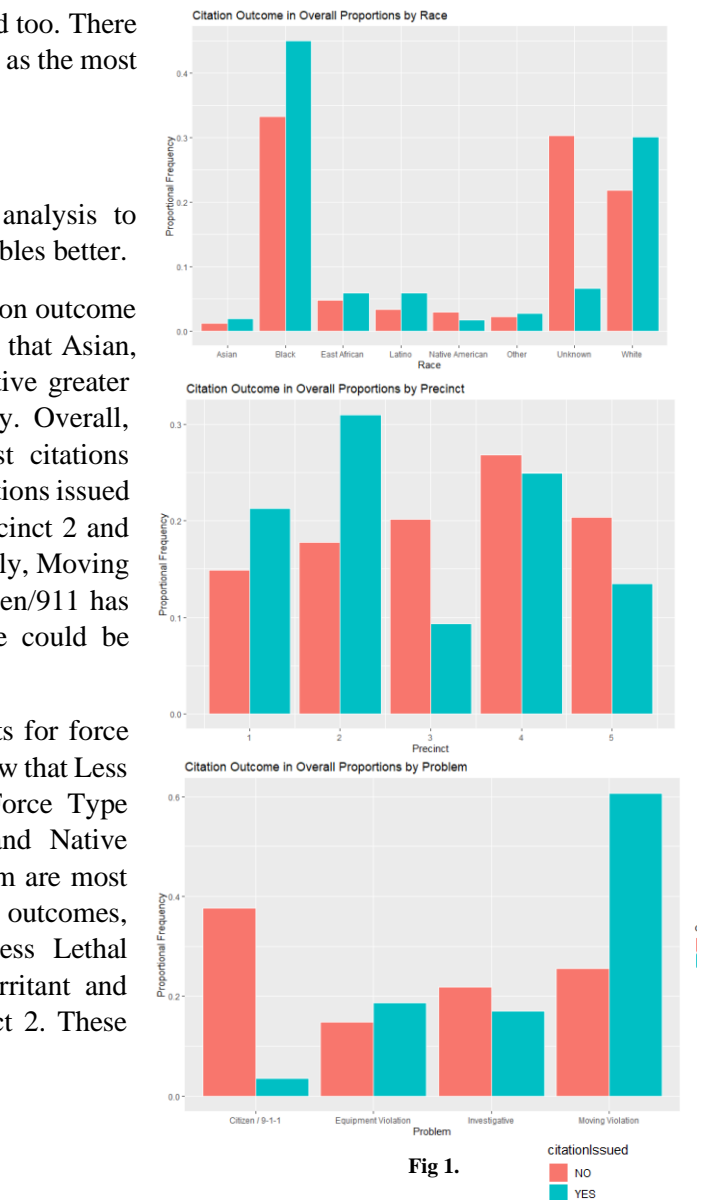 d too. There
as the most
analysis to
bles better.
on outcome
that Asian,
tive greater
y. Overall,
st citations
tions issued
cinct 2 and
ly, Moving
en/911 has
e could be
ts for force
w that Less
Force Type
and Native
m are most
outcomes,
ess Lethal
rritant and
ct 2. These
Citation Outcome in Overall Proportions by Race
Proportional Frequency
0.4
0.3
0.2
0.1
0.0
Asian Black East African Latino Native American Other Unknown White
Race
Citation Outcome in Overall Proportions by Precinct
Proportional Frequency
0.3
0.2
0.1
0.0
1 2 3 4 5
Precinct
Citation Outcome in Overall Proportions by Problem
Proportional Frequency
0.6
0.4
0.2
0.0
Citizen / 9-1-1 Equipment Violation Investigative Moving Violation
Problem
citationIssued
NO
YES
Fig 1.